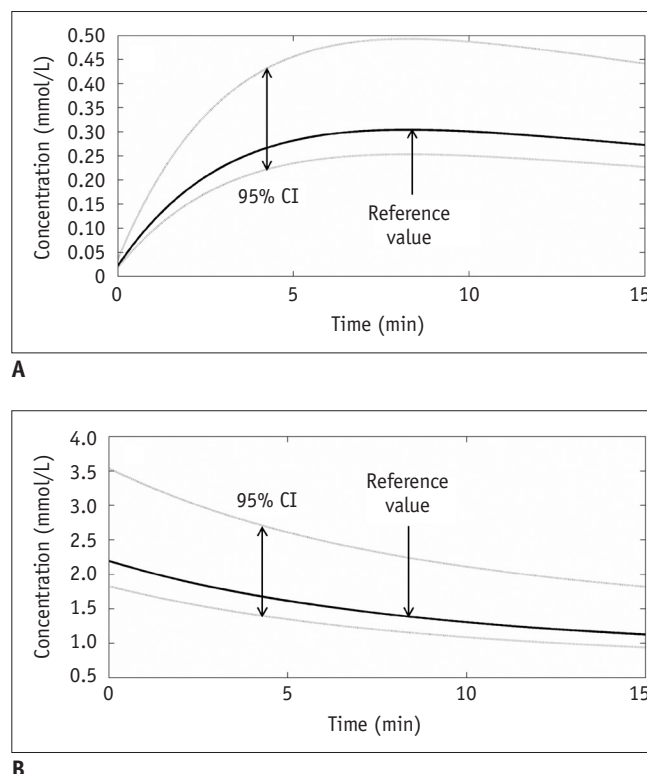 0.50
0.45
0.40
0.35
0.30
0.25
0.20
0.15
0.10
0.05
0
Concentration (mmol/L)
95% CI
Reference
value
0 5 10 15
Time (min)
A
4.0
3.5
3.0
2.5
2.0
1.5
1.0
0.5
Concentration (mmol/L)
95% CI
Reference
value
0 5 10 15
Time (min)
B